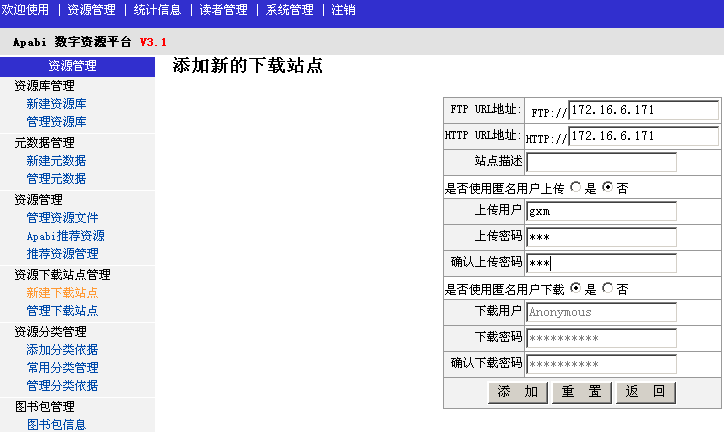 欢迎使用 | 资源管理 | 统计信息 | 读者管理 | 系统管理 | 注销
Apabi 数字资源平台 V3.1
资源管理
资源库管理
新建资源库
管理资源库
元数据管理
新建元数据
管理元数据
资源管理
管理资源文件
Apabi推荐资源
推荐资源管理
资源下载站点管理
新建下载站点
管理下载站点
资源分类管理
添加分类依据
常用分类管理
管理分类依据
图书包管理
图书包信息
添加新的下载站点
FTP URL地址: FTP://172.16.6.171
HTTP URL地址: HTTP://172.16.6.171
站点描述
是否使用匿名用户上传 是 否
上传用户 gxm
上传密码 ***
确认上传密码 ***
是否使用匿名用户下载 是 否
下载用户 Anonymous
下载密码 **********
确认下载密码 **********
添 加 重 置 返 回